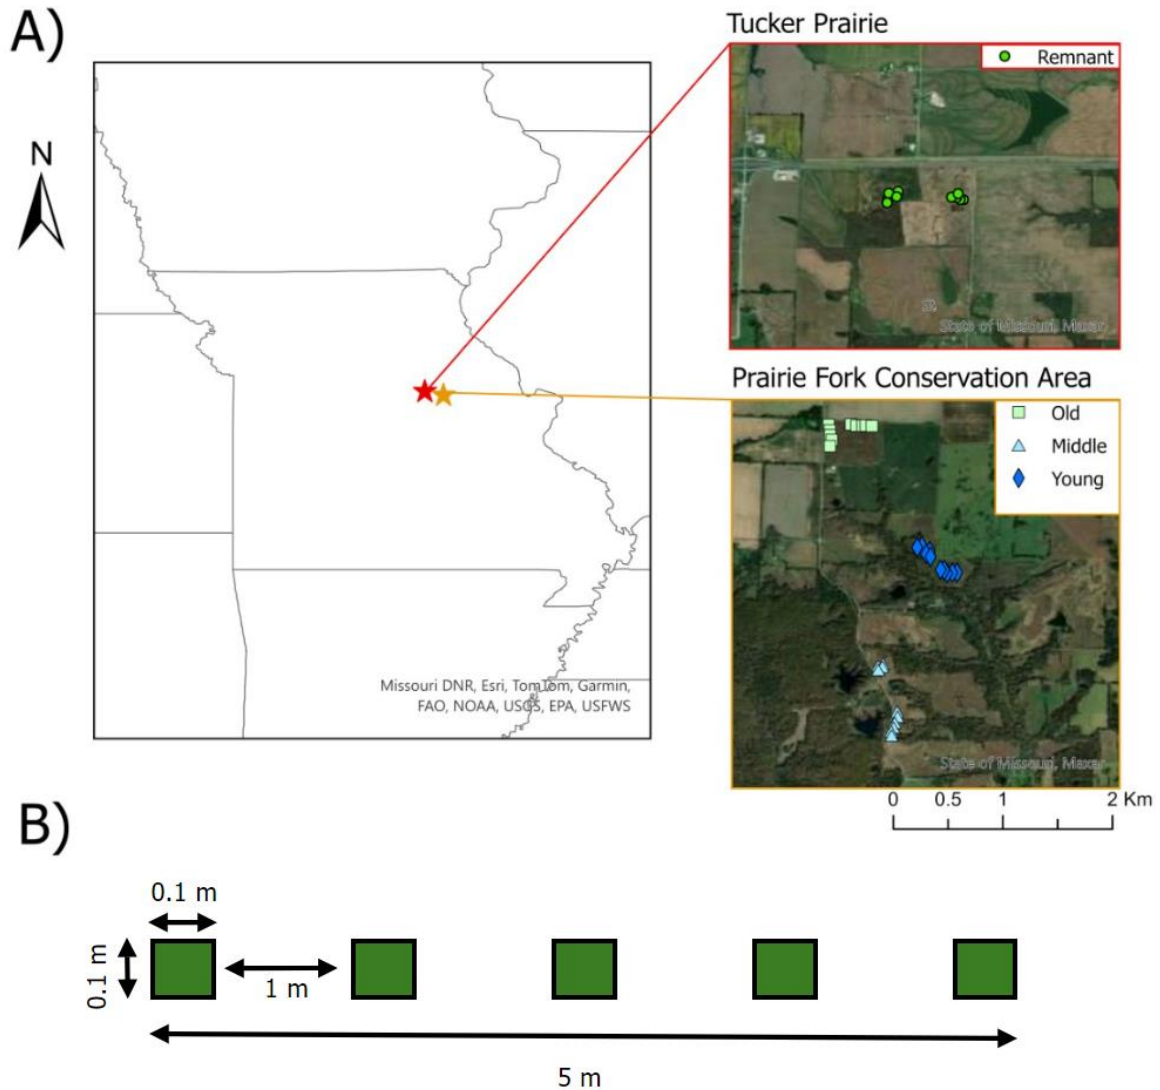 A)
N
Missouri DNR, Esri, TomTom, Garmin,
FAO, NOAA, USGS, EPA, USFWS
Tucker Prairie
Remnant
State of Missouri, Maxar
Prairie Fork Conservation Area
Old
Middle
Young
State of Missouri, Maxar
0 0.5 1 2 Km
B)
0.1 m
0.1 m
1 m
5 m